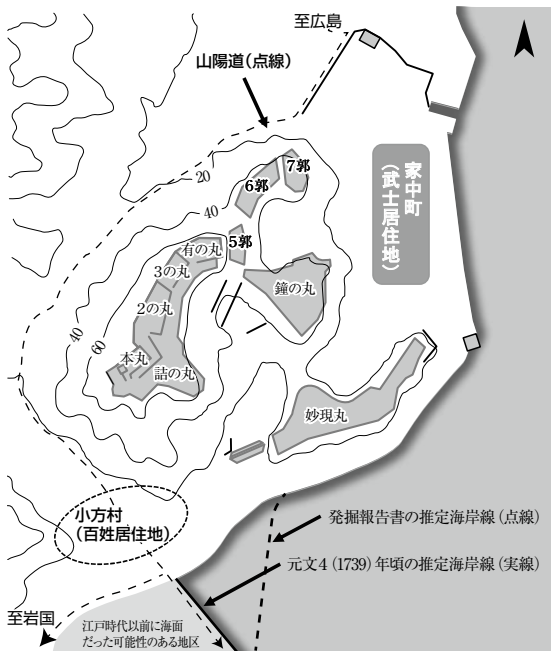 至広島
山陽道(点線)
20
7郭
6郭
家中町
(武士居住地)
40
5郭
有の丸
3の丸
鐘の丸
2の丸
40
60
本丸
詰の丸
妙現丸
小方村
(百姓居住地)
発掘報告書の推定海岸線(点線)
元文4(1739)年頃の推定海岸線(実線)
至岩国
江戸時代以前に海面
だった可能性のある地区